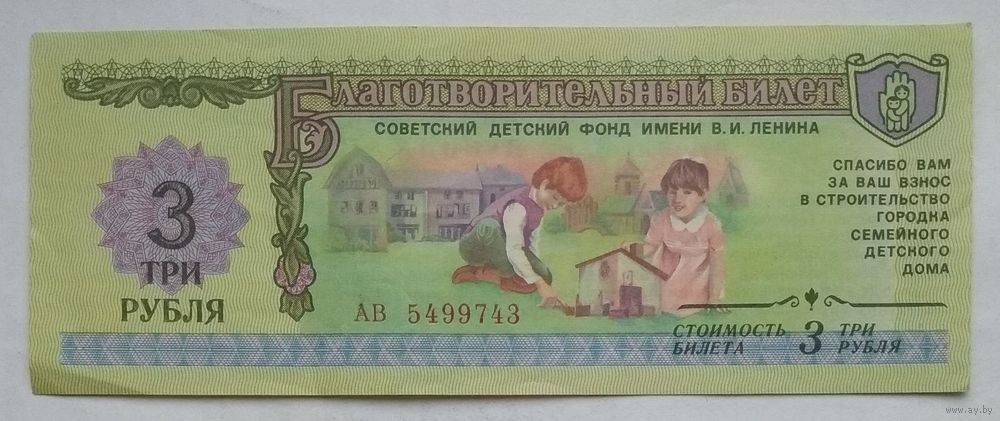 Благотворительный билет
СОВЕТСКИЙ ДЕТСКИЙ ФОНД ИМЕНИ В.И. ЛЕНИНА
3
ТРИ
РУБЛЯ
СПАСИБО ВАМ
ЗА ВАШ ВЗНОС
В СТРОИТЕЛЬСТВО
ГОРОДКА
СЕМЕЙНОГО
ДЕТСКОГО
ДОМА
АВ 5499743
СТОИМОСТЬ
БИЛЕТА
3
ТРИ
РУБЛЯ
www.ay.by